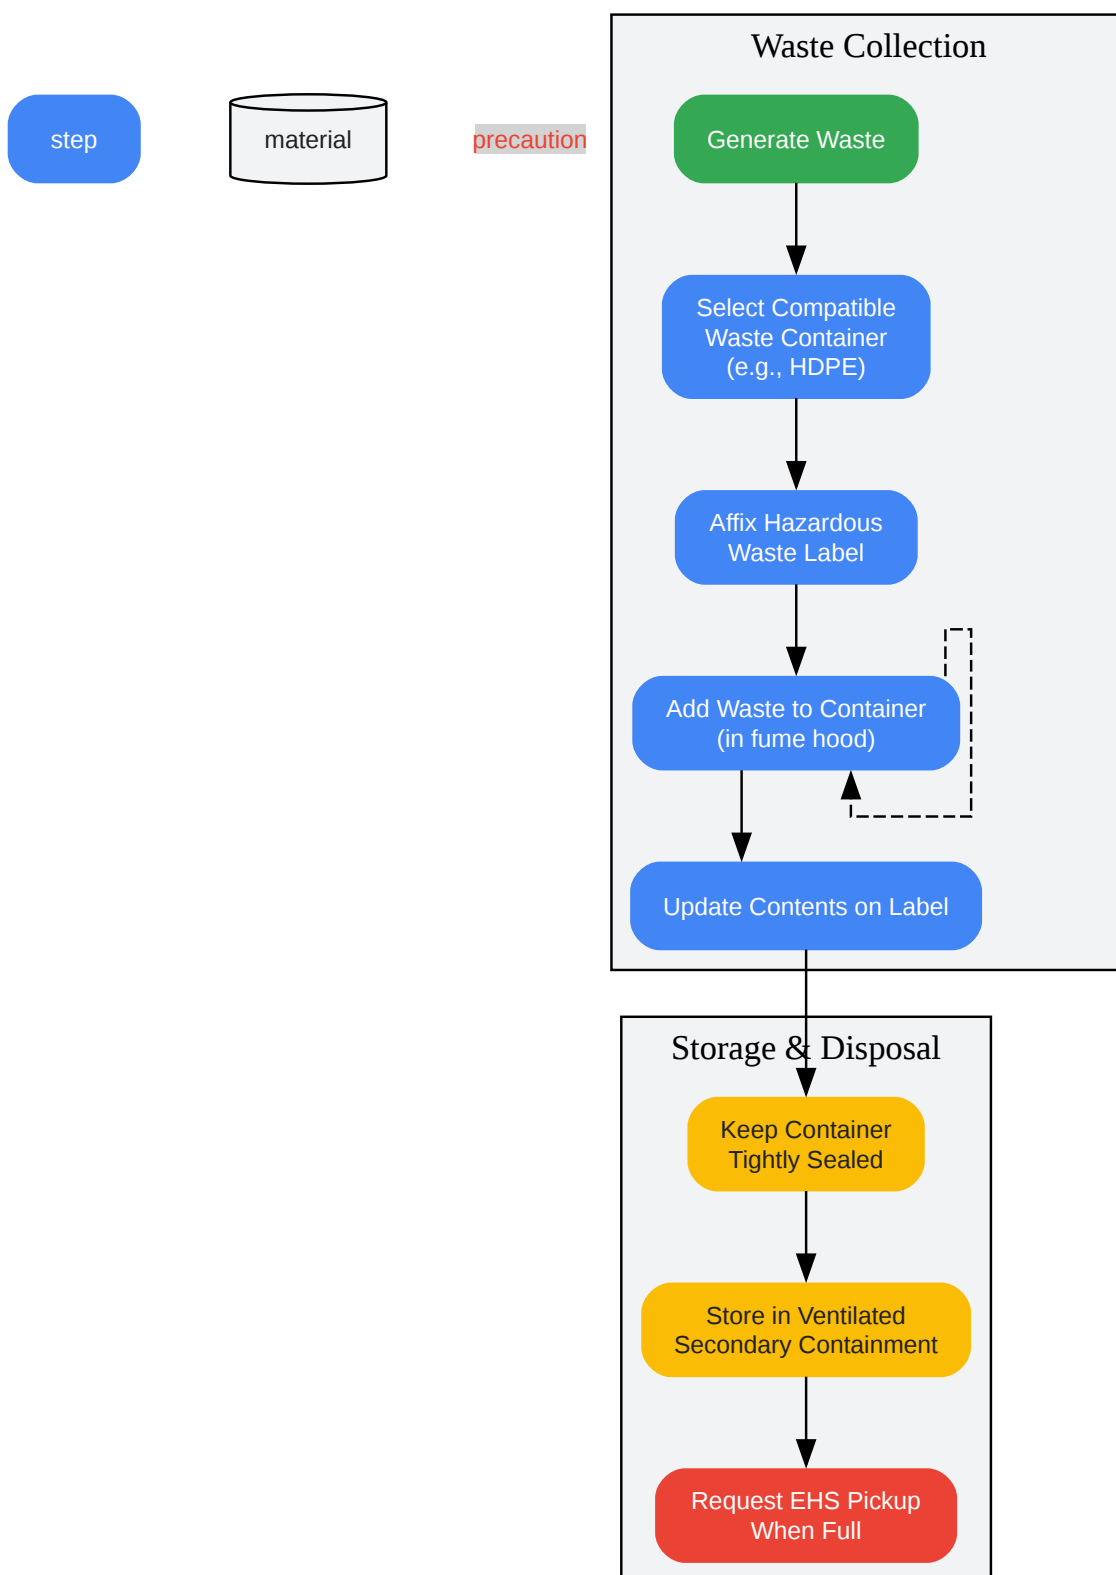 Waste Collection
step
material
precaution
Generate Waste
Select Compatible
Waste Container
(e.g., HDPE)
Affix Hazardous
Waste Label
Add Waste to Container
(in fume hood)
Update Contents on Label
Storage & Disposal
Keep Container
Tightly Sealed
Store in Ventilated
Secondary Containment
Request EHS Pickup
When Full